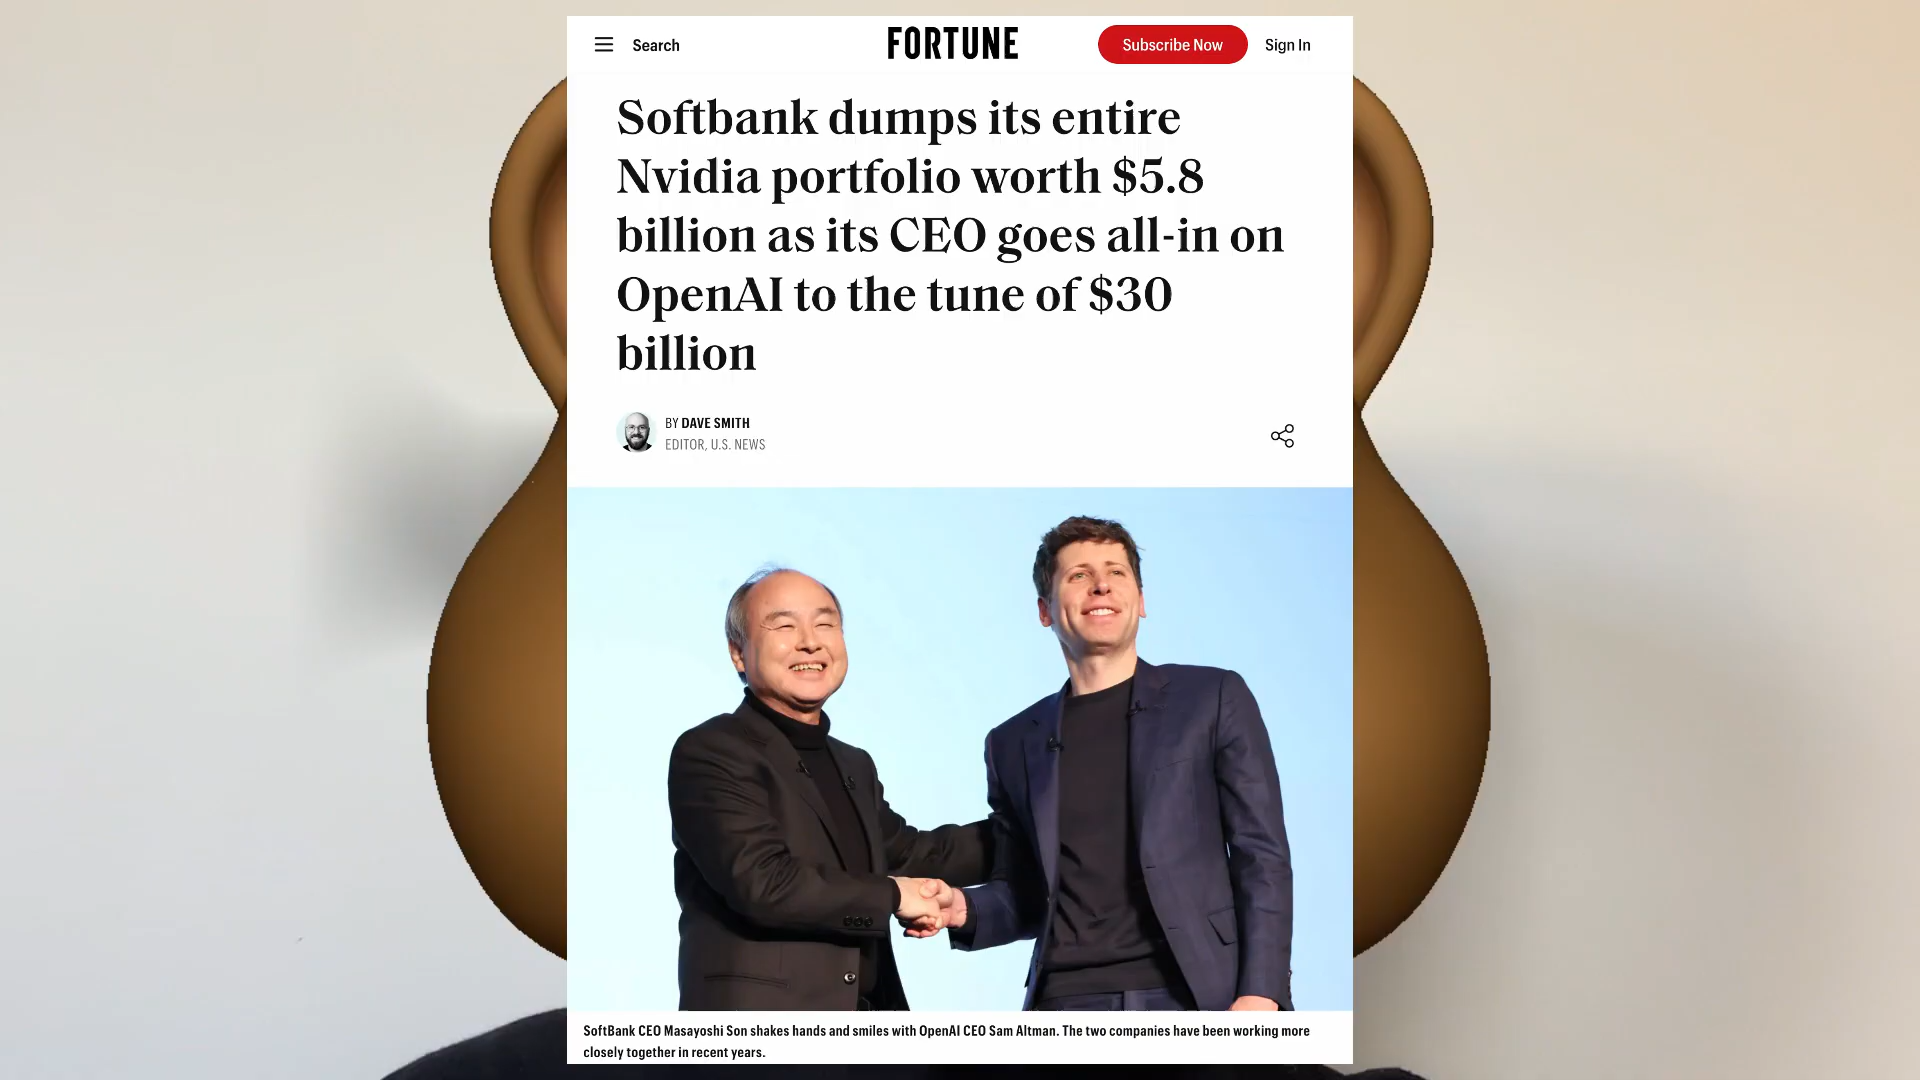 Search
FORTUNE
Subscribe Now
Sign In
Softbank dumps its entire
Nvidia portfolio worth $5.8
billion as its CEO goes all-in on
OpenAI to the tune of $30
billion
BY DAVE SMITH
EDITOR, U.S. NEWS
SoftBank CEO Masayoshi Son shakes hands and smiles with OpenAI CEO Sam Altman. The two companies have been working more
closely together in recent years.